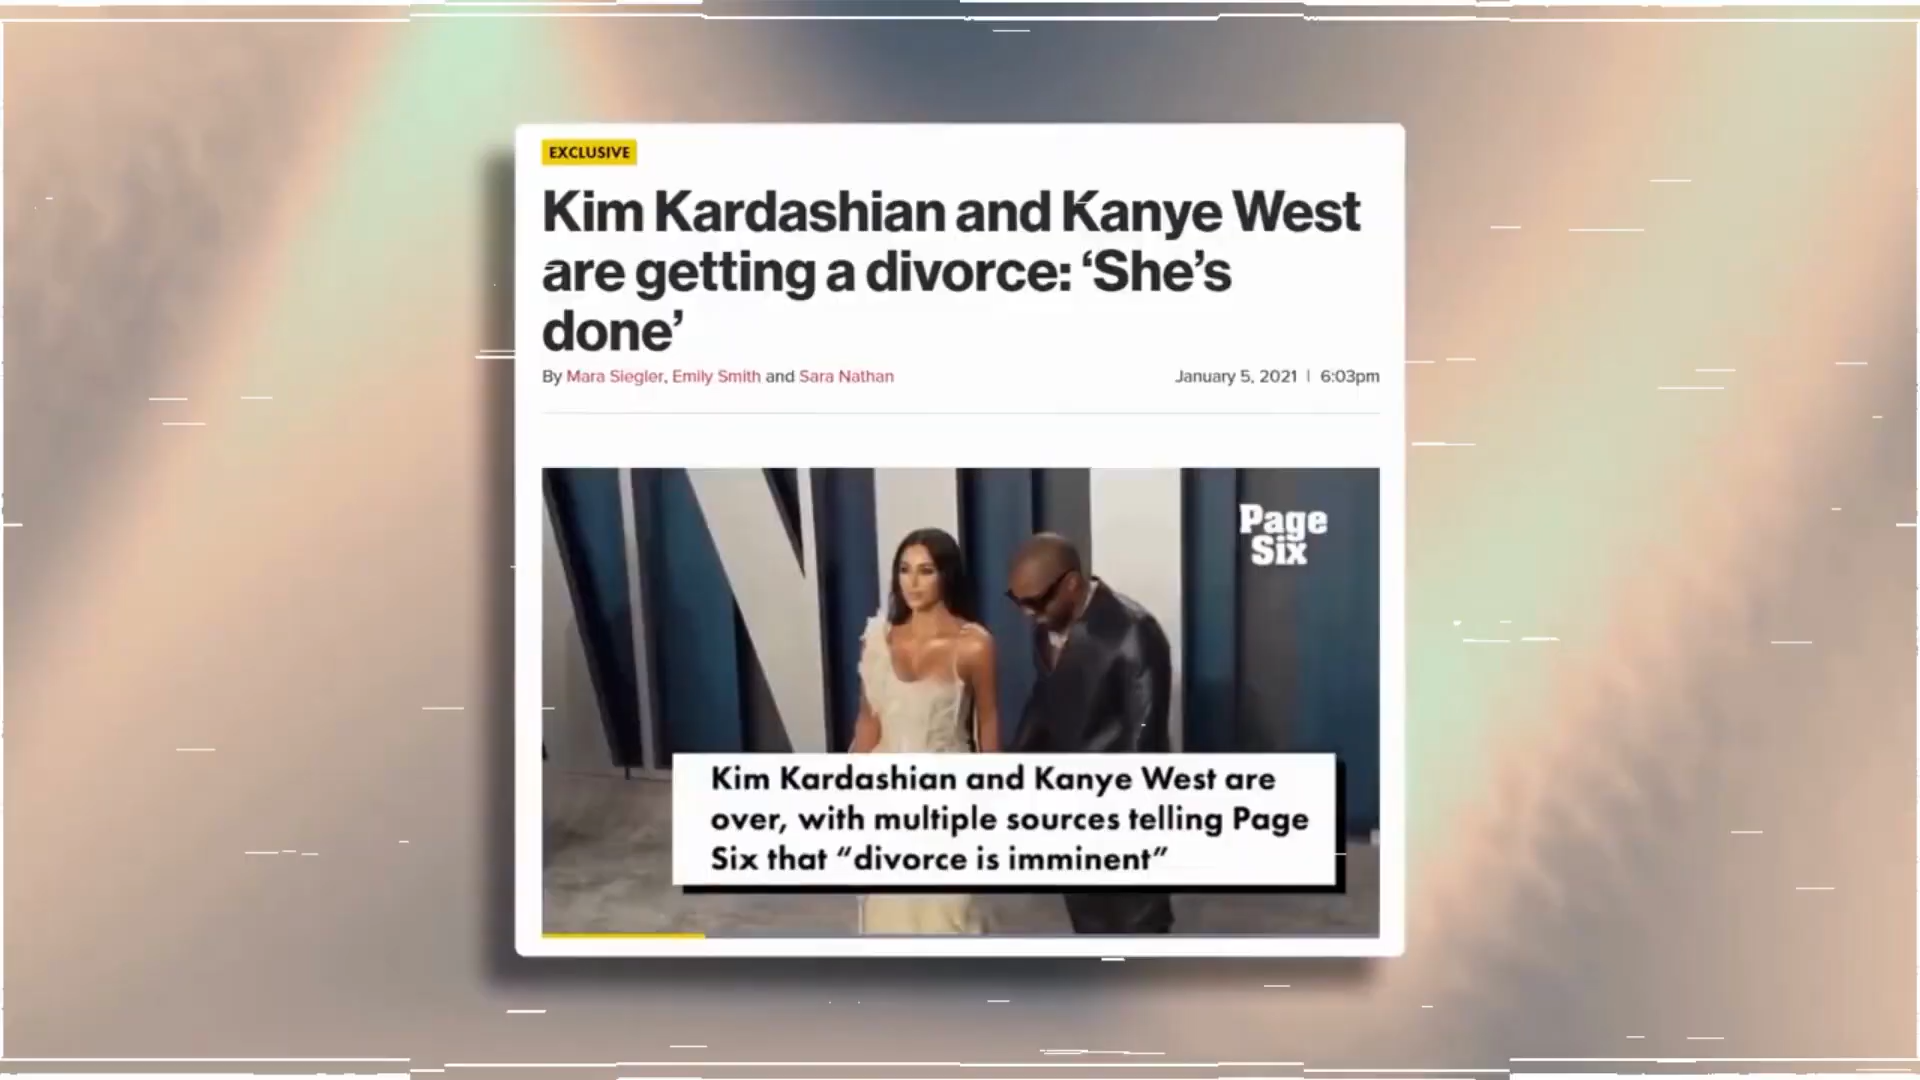 EXCLUSIVE
Kim Kardashian and Kanye West
are getting a divorce: ‘She’s
done’
By Mara Siegler, Emily Smith and Sara Nathan
January 5, 2021 | 6:03pm
Page
Six
Kim Kardashian and Kanye West are
over, with multiple sources telling Page
Six that “divorce is imminent”